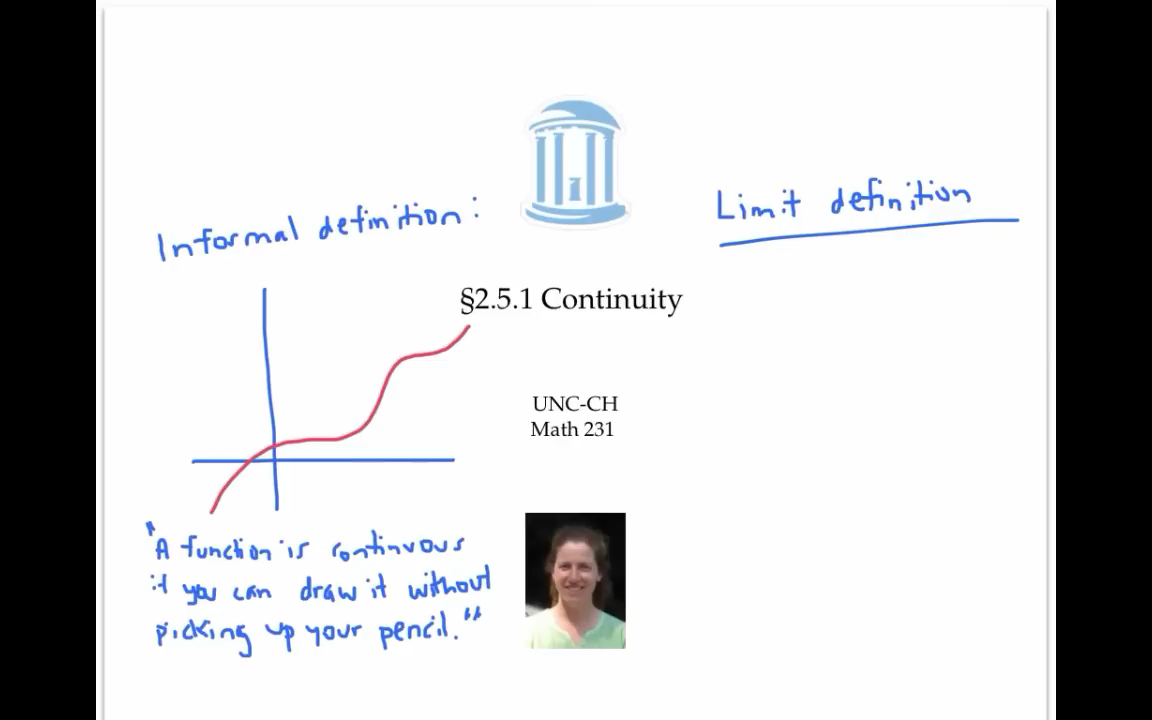 Informal definition:
Limit definition
§2.5.1 Continuity
UNC-CH
Math 231
"A function is continuous
if you can draw it without
picking up your pencil."